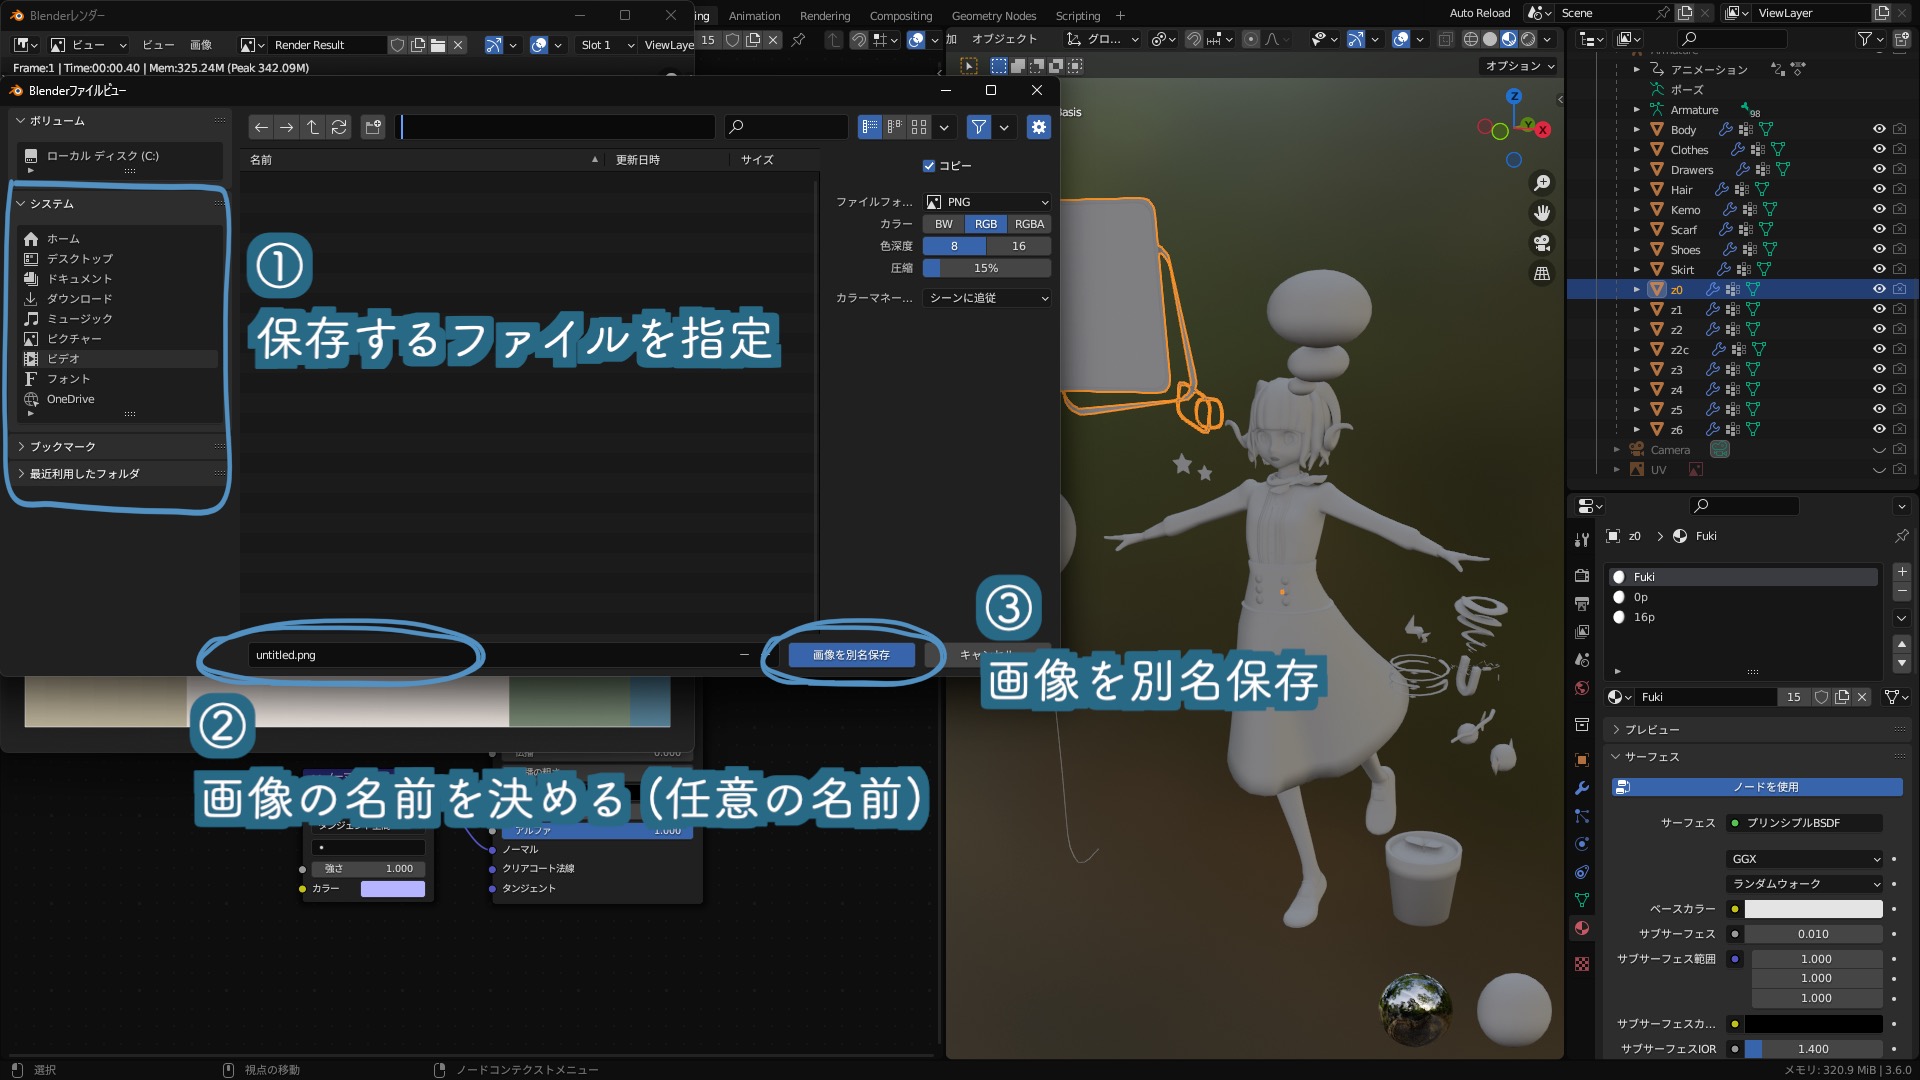 Blenderレンダー
ing Animation Rendering Compositing Geometry Nodes Scripting
Auto Reload Scene ViewLayer
ビュー ビュー 画像 Render Result Slot 1 ViewLaye
15
加 オブジェクト グロ...
Frame:1 | Time:00:00.40 | Mem:325.24M (Peak 342.09M)
オプション
Blenderファイルビュー
Basis
ボリューム
ローカル ディスク (C:)
システム
ホーム
デスクトップ
ドキュメント
ダウンロード
ミュージック
ピクチャー
ビデオ
フォント
OneDrive
ブックマーク
最近利用したフォルダ
名前 更新日時 サイズ
コピー
ファイルフォ... PNG
カラー BW RGB RGBA
色深度 8 16
圧縮 15%
カラーマネー... シーンに追従
①
保存するファイルを指定
untitled.png
画像を別名保存
③
画像を別名保存
②
画像の名前を決める（任意の名前）
0.000
アルファ 1.000
ノーマル
クリアコート法線
タンジェント
強さ 1.000
カラー
Z
Y
X
アニメーション
ポーズ
Armature 98
Body
Clothes
Drawers
Hair
Kemo
Scarf
Shoes
Skirt
z0
z1
z2
z2c
z3
z4
z5
z6
Camera
UV
z0 Fuki
Fuki
0p
16p
Fuki 15
プレビュー
サーフェス
ノードを使用
サーフェス プリンシプルBSDF
GGX
ランダムウォーク
ベースカラー
サブサーフェス 0.010
サブサーフェス範囲 1.000
1.000
1.000
サブサーフェスカ...
サブサーフェスIOR 1.400
選択 視点の移動 ノードコンテクストメニュー
メモリ: 320.9 MiB | 3.6.0